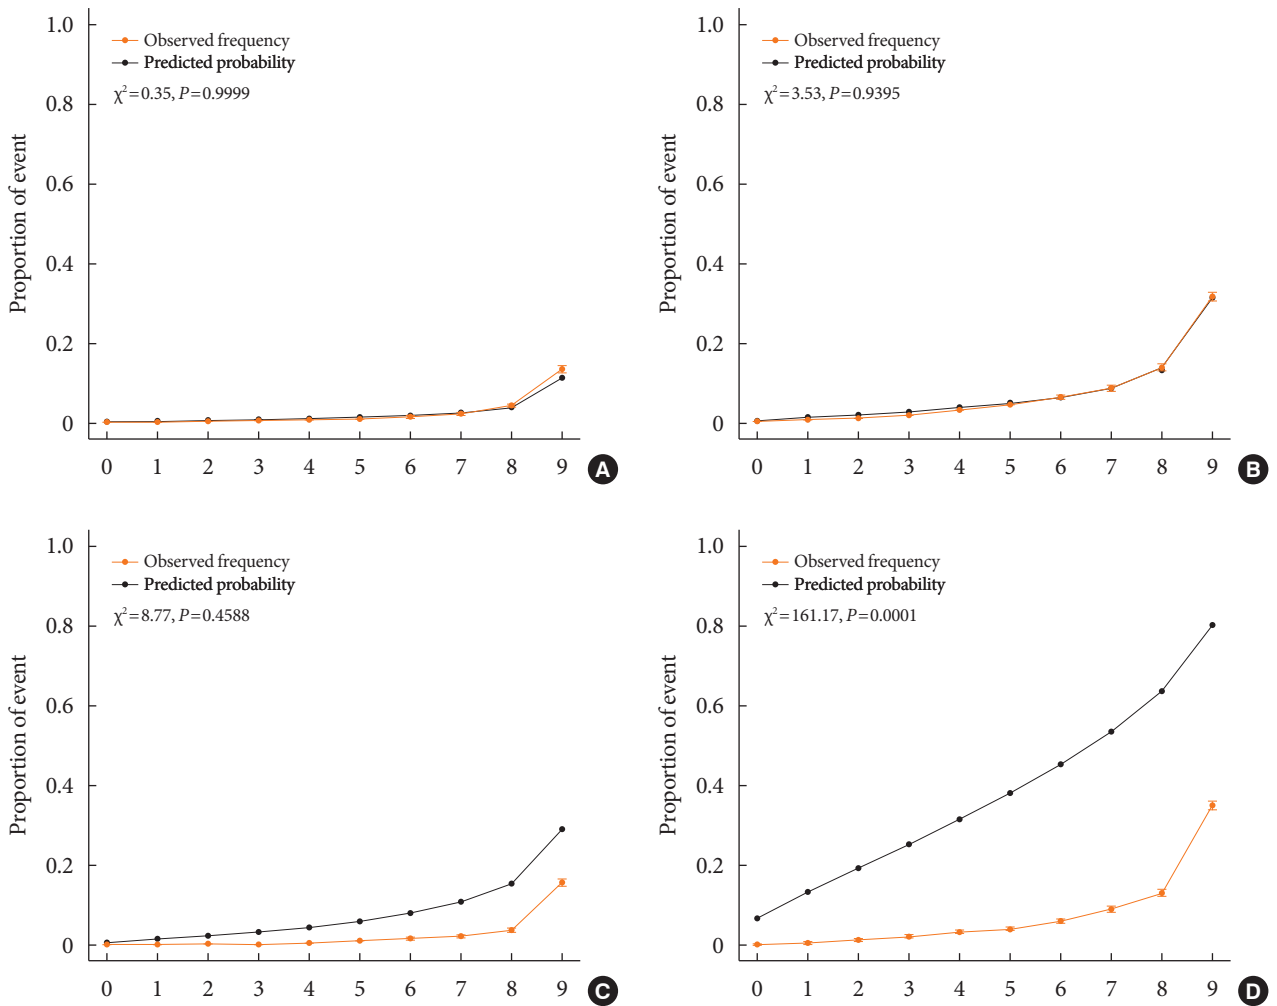 Proportion of event
1.0
0.8
0.6
0.4
0.2
0
Observed frequency
Predicted probability
χ²=0.35, P=0.9999
0 1 2 3 4 5 6 7 8 9
A
Proportion of event
1.0
0.8
0.6
0.4
0.2
0
Observed frequency
Predicted probability
χ²=3.53, P=0.9395
0 1 2 3 4 5 6 7 8 9
B
Proportion of event
1.0
0.8
0.6
0.4
0.2
0
Observed frequency
Predicted probability
χ²=8.77, P=0.4588
0 1 2 3 4 5 6 7 8 9
C
Proportion of event
1.0
0.8
0.6
0.4
0.2
0
Observed frequency
Predicted probability
χ²=161.17, P=0.0001
0 1 2 3 4 5 6 7 8 9
D